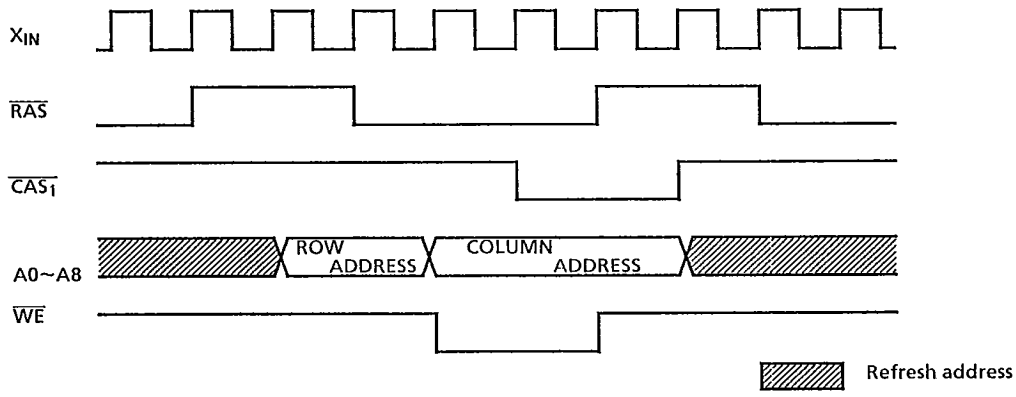 XIN
RAS
CAS1
ROW ADDRESS
COLUMN ADDRESS
A0~A8
WE
Refresh address